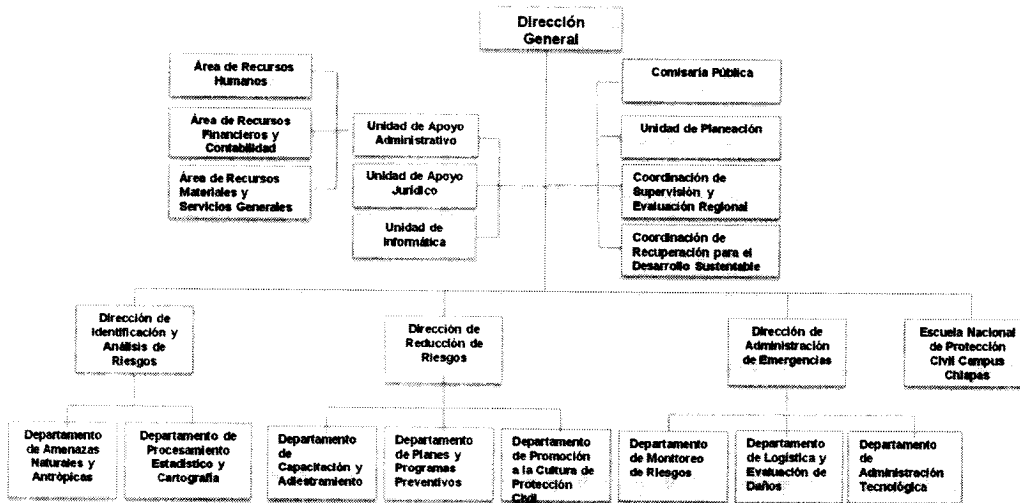 Dirección
General
Área de Recursos
Humanos
Área de Recursos
Financieros y
Contabilidad
Área de Recursos
Materiales y
Servicios Generales
Unidad de Apoyo
Administrativo
Unidad de Apoyo
Jurídico
Unidad de
Informática
Comisaría Pública
Unidad de Planeación
Coordinación de
Supervisión y
Evaluación Regional
Coordinación de
Recuperación para el
Desarrollo Sustentable
Dirección de
Identificación y
Análisis de
Riesgos
Dirección de
Reducción de
Riesgos
Dirección de
Administración
de Emergencias
Escuela Nacional
de Protección
Civil Campus
Chiapas
Departamento
de Amenazas
Naturales y
Antrópicas
Departamento de
Procesamiento
Estadístico y
Cartografía
Departamento
de
Capacitación y
Adiestramiento
Departamento
de Planes y
Programas
Preventivos
Departamento
de Promoción
a la Cultura de
Protección
Civil
Departamento
de Monitoreo
de Riesgos
Departamento
de Logística y
Evaluación de
Daños
Departamento
de
Administración
Tecnológica